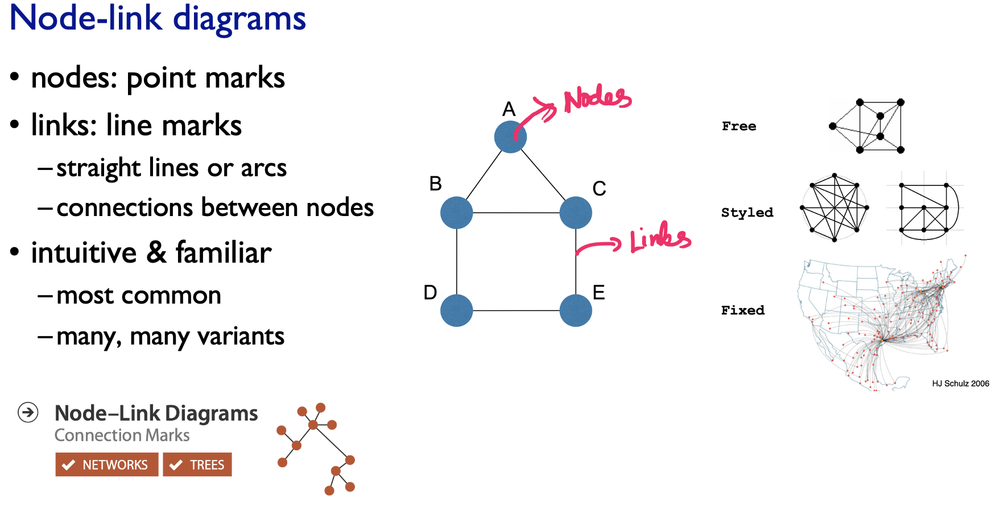 Node-link diagrams
• nodes: point marks
• links: line marks
– straight lines or arcs
– connections between nodes
• intuitive & familiar
– most common
– many, many variants
Node–Link Diagrams
Connection Marks
NETWORKS
TREES
A
Nodes
B
C
Links
D
E
Free
Styled
Fixed
HJ Schulz 2006